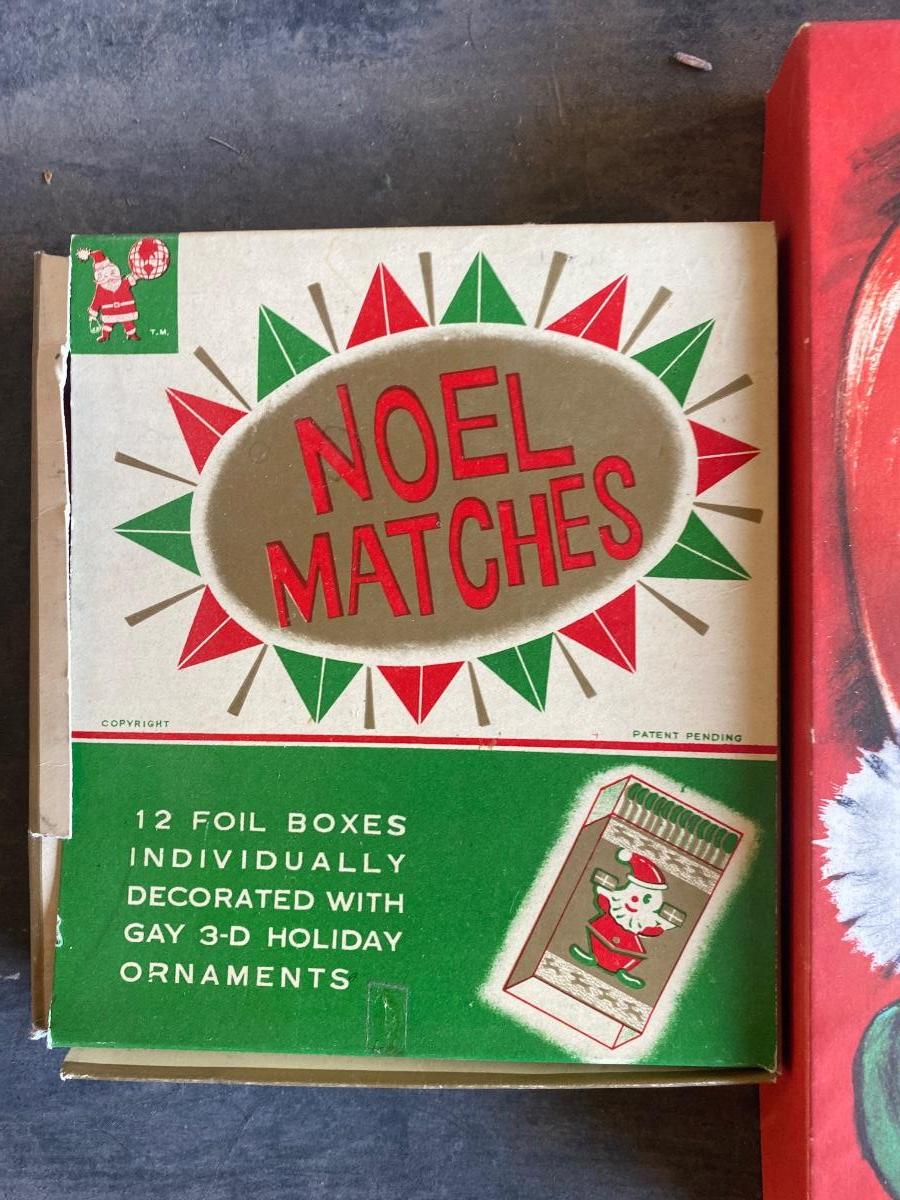 T.M.
NOEL
MATCHES
COPYRIGHT
PATENT PENDING
12 FOIL BOXES
INDIVIDUALLY
DECORATED WITH
GAY 3-D HOLIDAY
ORNAMENTS